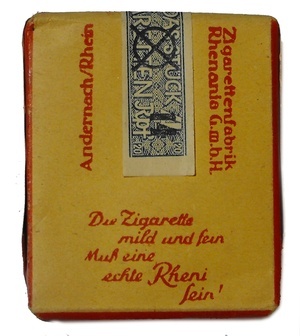 Zigarettenfabrik
Rhenania G.m.b.H.
Andernach/Rhein
Die Zigarette
mild und fein
Muß eine
echte Rheni
sein!